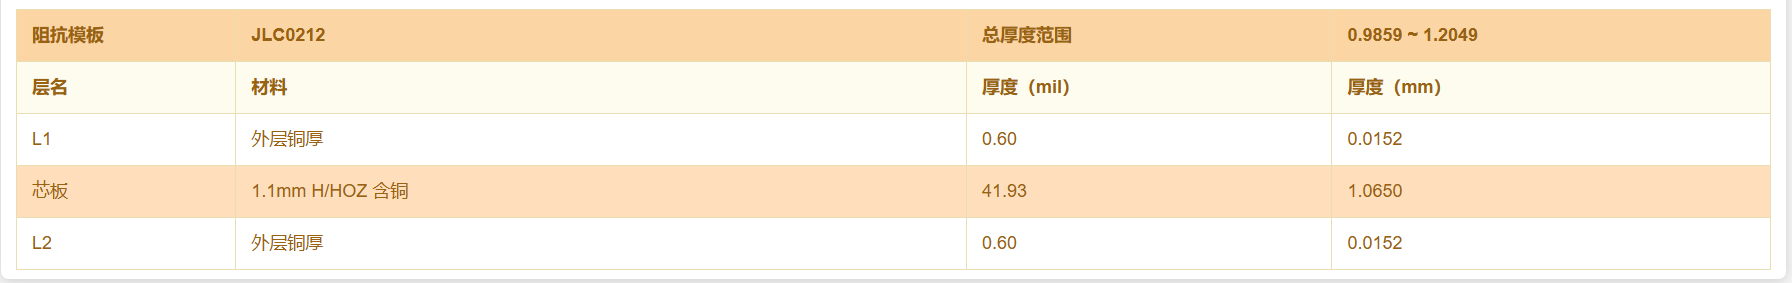 阻抗模板 JLC0212 总厚度范围 0.9859 ~ 1.2049
层名 材料 厚度（mil） 厚度（mm）
L1 外层铜厚 0.60 0.0152
芯板 1.1mm H/HOZ 含铜 41.93 1.0650
L2 外层铜厚 0.60 0.0152